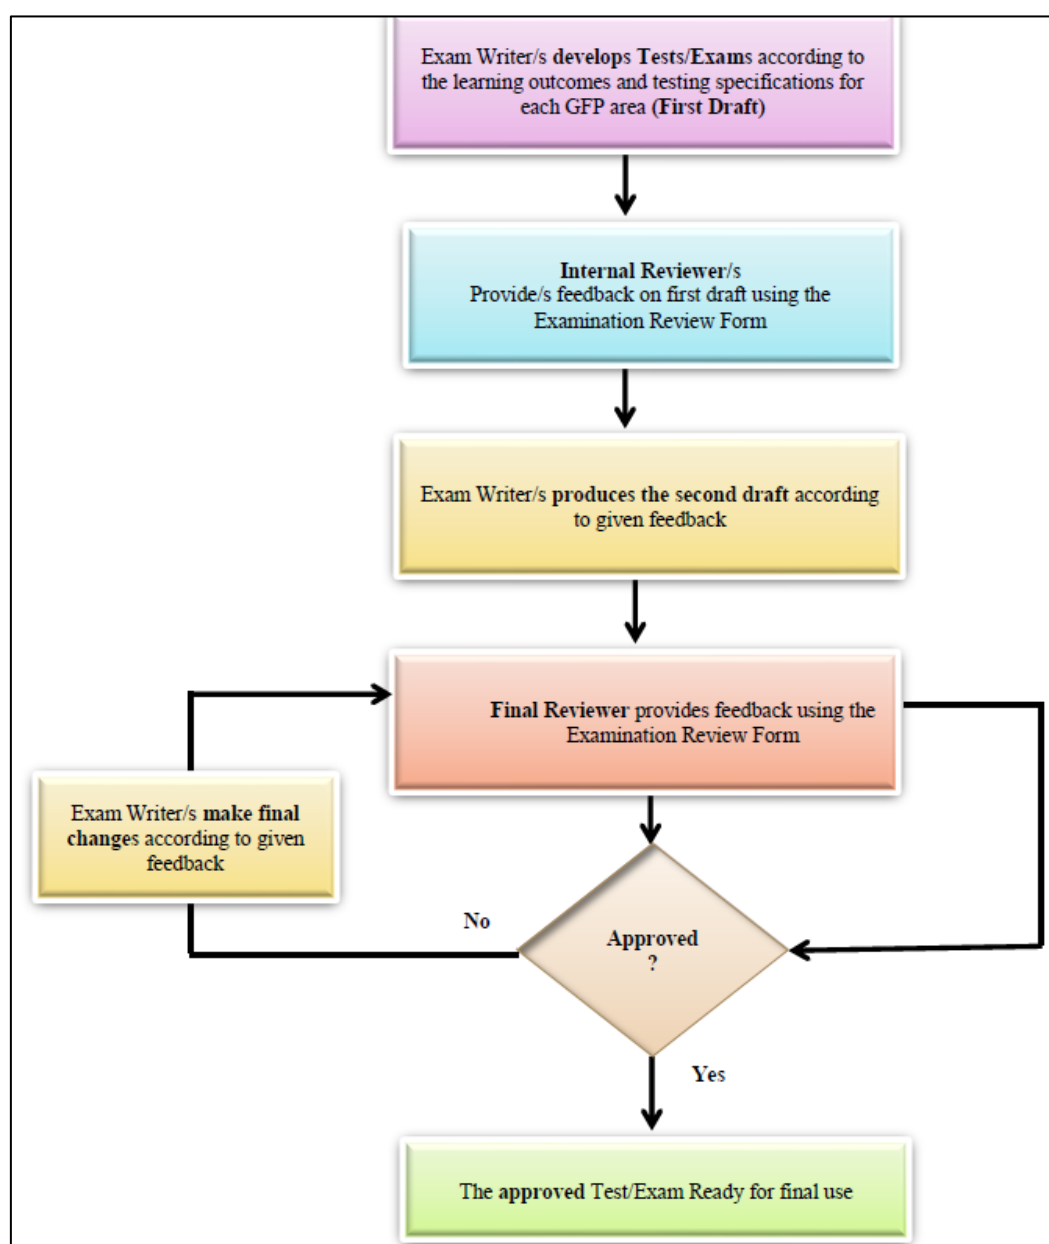 Exam Writer/s develops Tests/Exams according to
the learning outcomes and testing specifications for
each GFP area (First Draft)
Internal Reviewer/s
Provide/s feedback on first draft using the
Examination Review Form
Exam Writer/s produces the second draft according
to given feedback
Final Reviewer provides feedback using the
Examination Review Form
Exam Writer/s make final
changes according to given
feedback
No
Approved
?
Yes
The approved Test/Exam Ready for final use